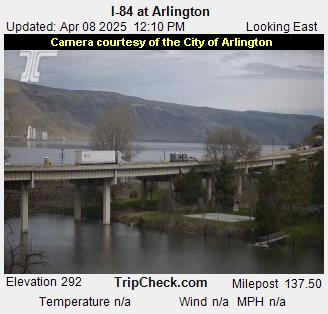 I-84 at Arlington
Updated: Apr 08 2025 12:10 PM Looking East
Camera courtesy of the City of Arlington
Elevation 292 TripCheck.com Milepost 137.50
Temperature n/a Wind n/a MPH n/a